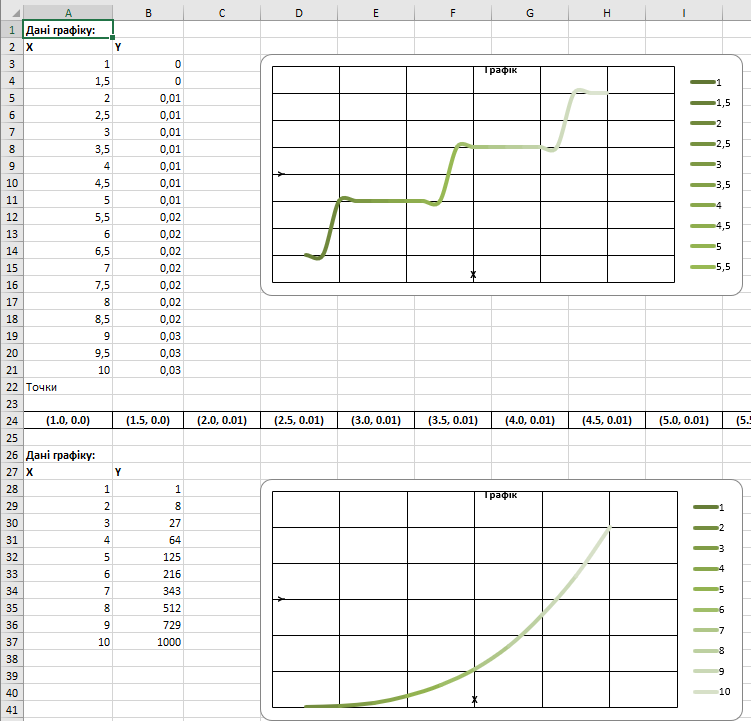 A B C D E F G H I
1 Дані графіку:
2 X Y
3 1 0
4 1,5 0
5 2 0,01
6 2,5 0,01
7 3 0,01
8 3,5 0,01
9 4 0,01
10 4,5 0,01
11 5 0,01
12 5,5 0,02
13 6 0,02
14 6,5 0,02
15 7 0,02
16 7,5 0,02
17 8 0,02
18 8,5 0,02
19 9 0,03
20 9,5 0,03
21 10 0,03
Графік
Y
X
1
1,5
2
2,5
3
3,5
4
4,5
5
5,5
22 Точки
23
24 (1.0, 0.0) (1.5, 0.0) (2.0, 0.01) (2.5, 0.01) (3.0, 0.01) (3.5, 0.01) (4.0, 0.01) (4.5, 0.01) (5.0, 0.01) (5.5
25
26 Дані графіку:
27 X Y
28 1 1
29 2 8
30 3 27
31 4 64
32 5 125
33 6 216
34 7 343
35 8 512
36 9 729
37 10 1000
38
39
40
41
Графік
Y
X
1
2
3
4
5
6
7
8
9
10